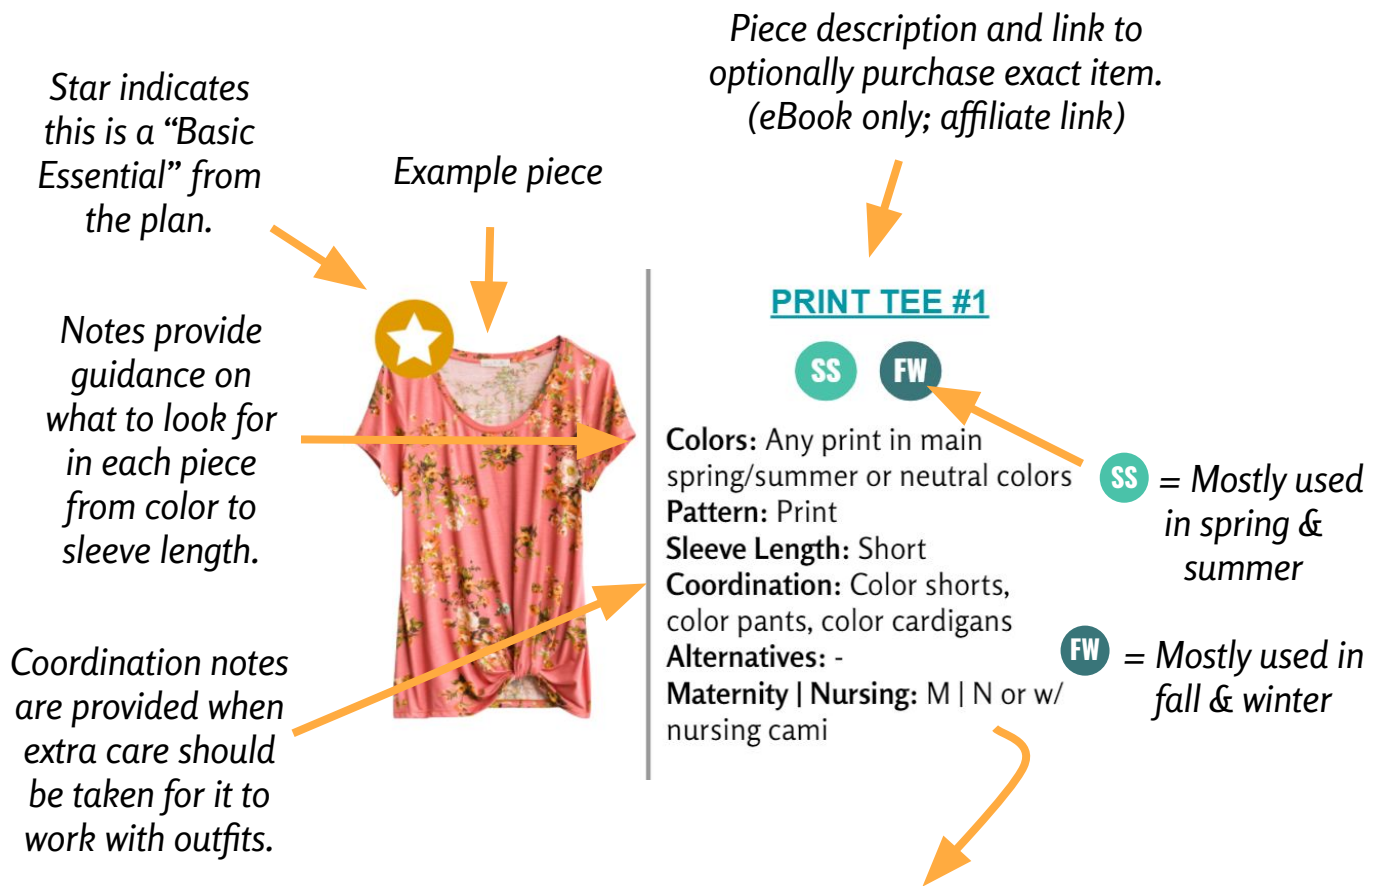 Piece description and link to
optionally purchase exact item.
(eBook only; affiliate link)
Star indicates
this is a “Basic
Essential” from
the plan.
Example piece
Notes provide
guidance on
what to look for
in each piece
from color to
sleeve length.
Coordination notes
are provided when
extra care should
be taken for it to
work with outfits.
PRINT TEE #1
SS FW
Colors: Any print in main
spring/summer or neutral colors
Pattern: Print
Sleeve Length: Short
Coordination: Color shorts,
color pants, color cardigans
Alternatives: -
Maternity | Nursing: M | N or w/
nursing cami
SS = Mostly used
in spring &
summer
FW = Mostly used in
fall & winter